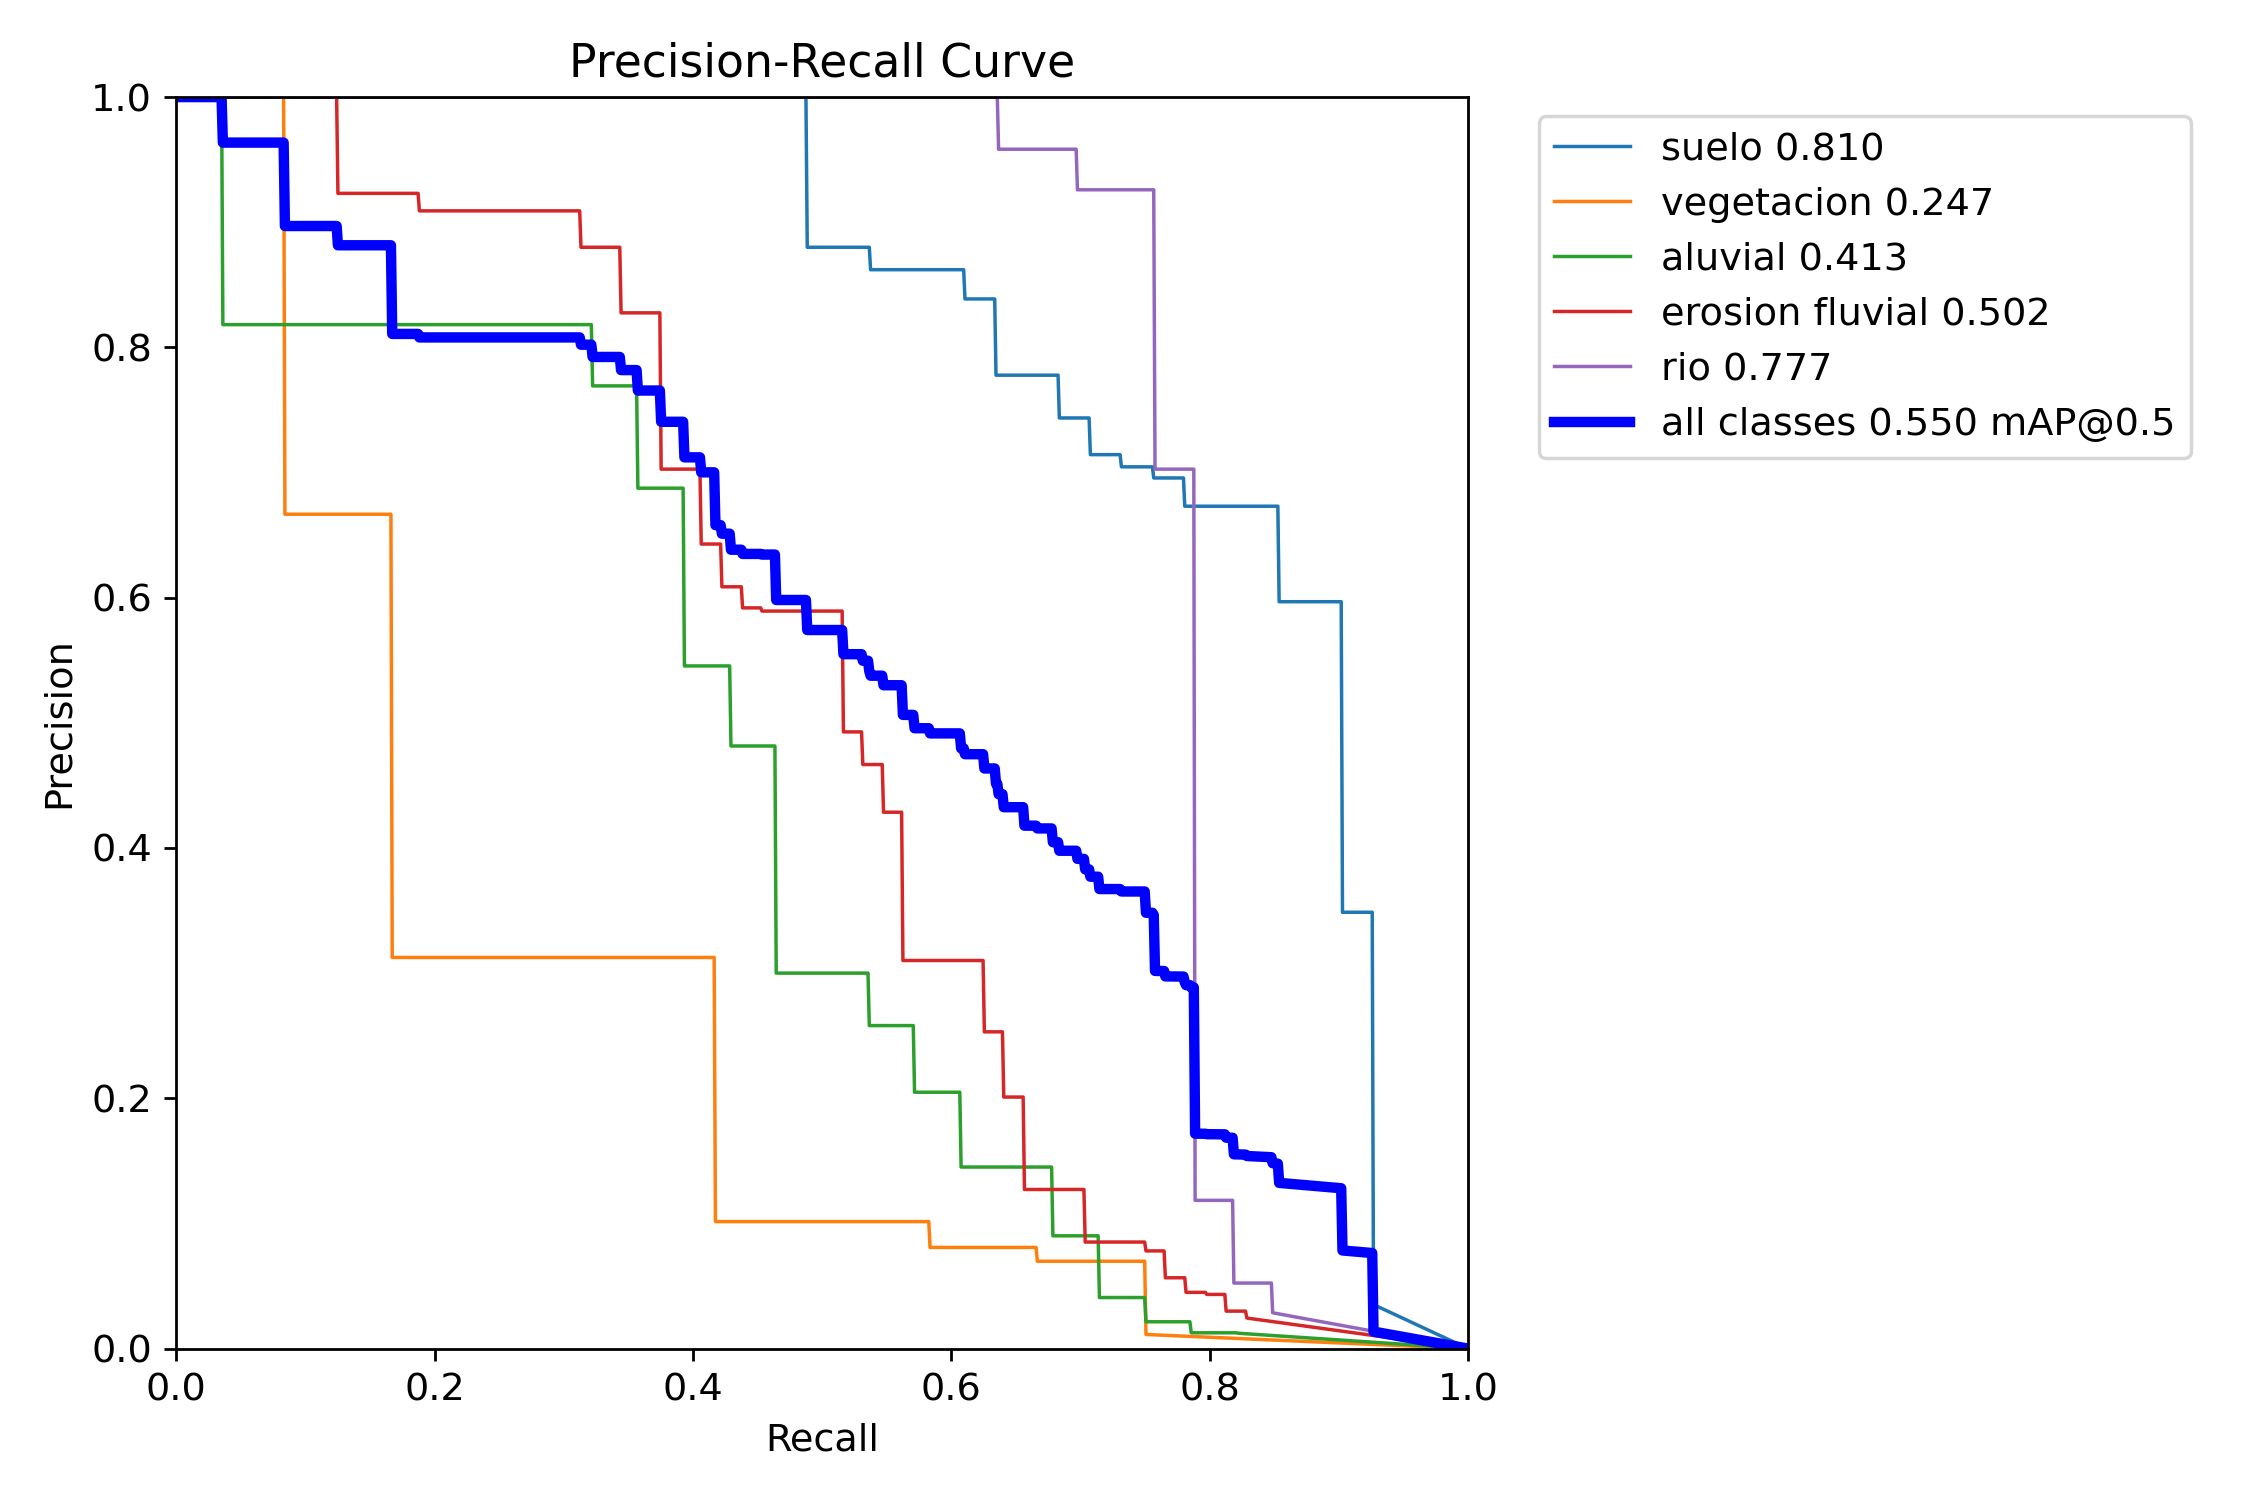 Precision-Recall Curve
1.0
0.8
0.6
0.4
0.2
0.0
Precision
0.0 0.2 0.4 0.6 0.8 1.0
Recall
suelo 0.810
vegetacion 0.247
aluvial 0.413
erosion fluvial 0.502
rio 0.777
all classes 0.550 mAP@0.5